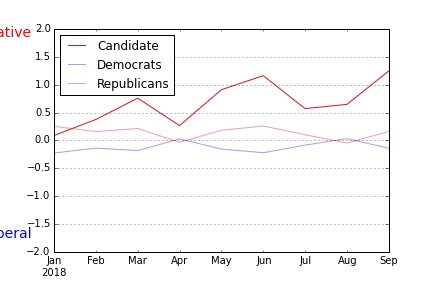 ative
2.0
Candidate
Democrats
Republicans
1.5
1.0
0.5
0.0
−0.5
−1.0
−1.5
beral
−2.0
Jan Feb Mar Apr May Jun Jul Aug Sep
2018